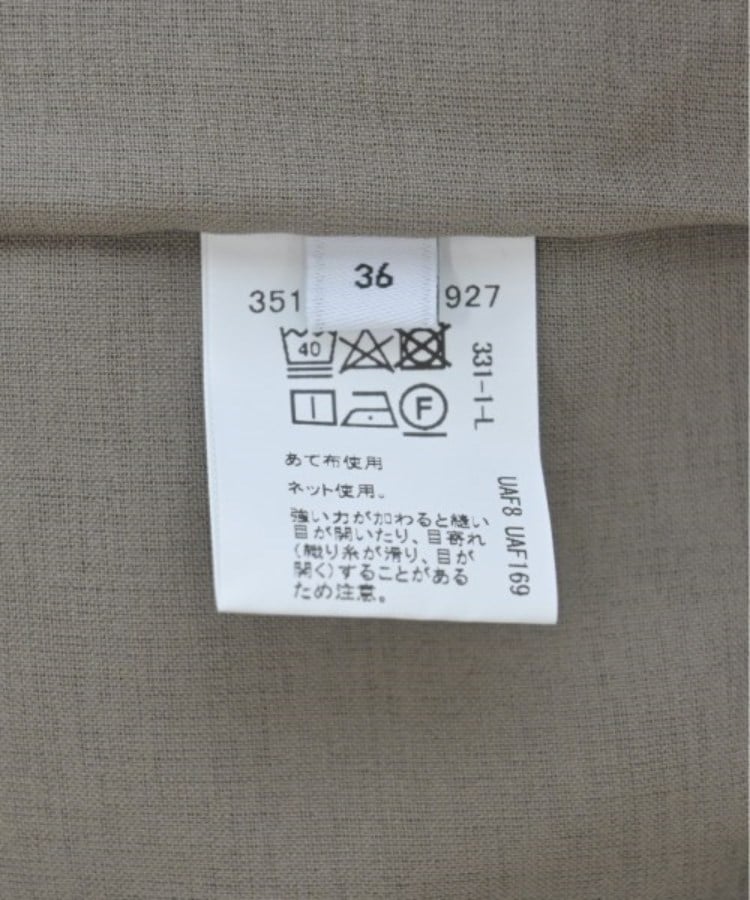 36
351
927
40
331-1-L
F
あて布使用
ネット使用。
強い力が加わると縫い
目が開いたり、目寄れ
(織り糸が滑り、目が
開く)することがある
ため注意。
UAF8 UAF169